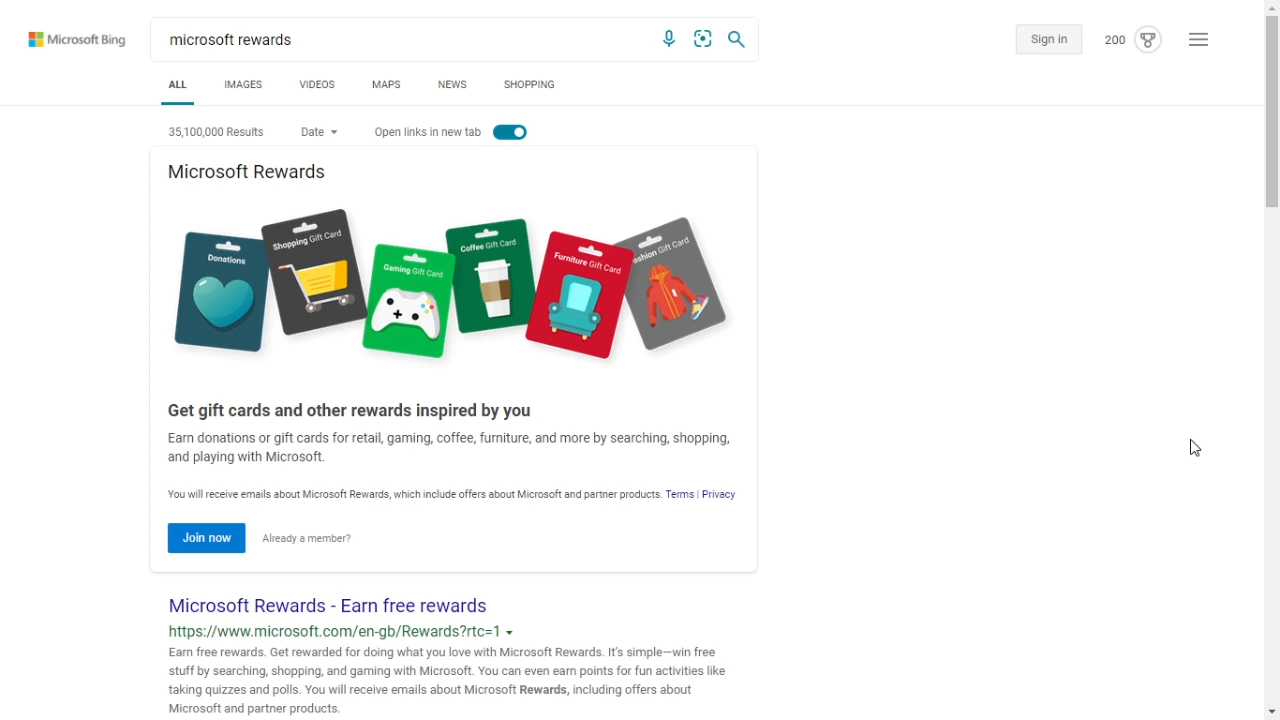 Microsoft Bing
microsoft rewards
Sign in
200
ALL
IMAGES
VIDEOS
MAPS
NEWS
SHOPPING
35,100,000 Results
Date
Open links in new tab
Microsoft Rewards
Donations
Shopping Gift Card
Gaming Gift Card
Coffee Gift Card
Furniture Gift Card
ashion Gift Card
Get gift cards and other rewards inspired by you
Earn donations or gift cards for retail, gaming, coffee, furniture, and more by searching, shopping,
and playing with Microsoft.
You will receive emails about Microsoft Rewards, which include offers about Microsoft and partner products. Terms | Privacy
Join now
Already a member?
Microsoft Rewards - Earn free rewards
https://www.microsoft.com/en-gb/Rewards?rtc=1
Earn free rewards. Get rewarded for doing what you love with Microsoft Rewards. It's simple—win free
stuff by searching, shopping, and gaming with Microsoft. You can even earn points for fun activities like
taking quizzes and polls. You will receive emails about Microsoft Rewards, including offers about
Microsoft and partner products.